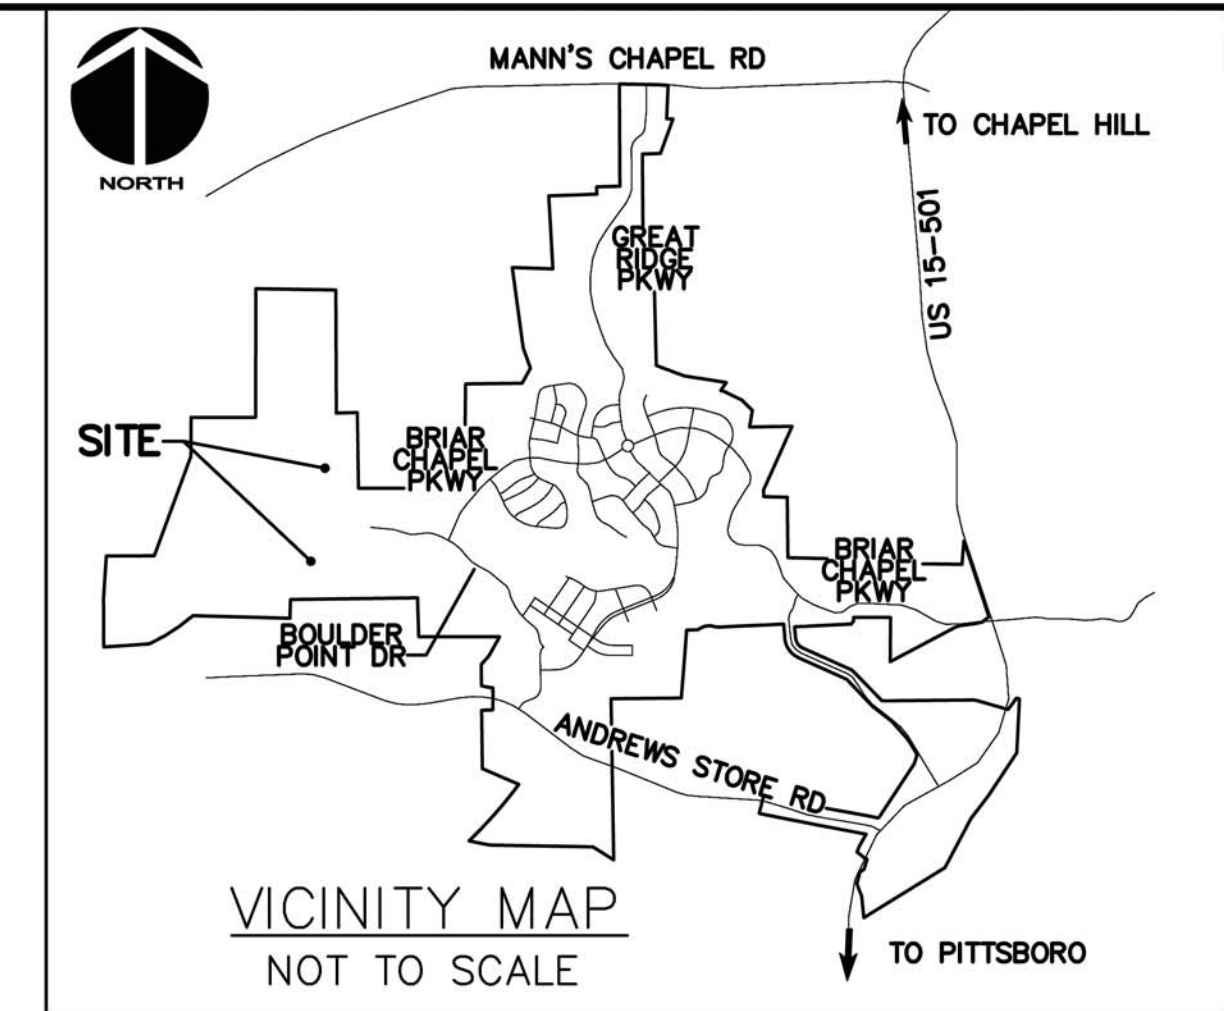 MANN'S CHAPEL RD
TO CHAPEL HILL
NORTH
US 15-501
GREAT
RIDGE
PKWY
SITE
BRIAR
CHAPEL
PKWY
BRIAR
CHAPEL
PKWY
BOULDER
POINT DR
ANDREWS STORE RD
VICINITY MAP
NOT TO SCALE
TO PITTSBORO